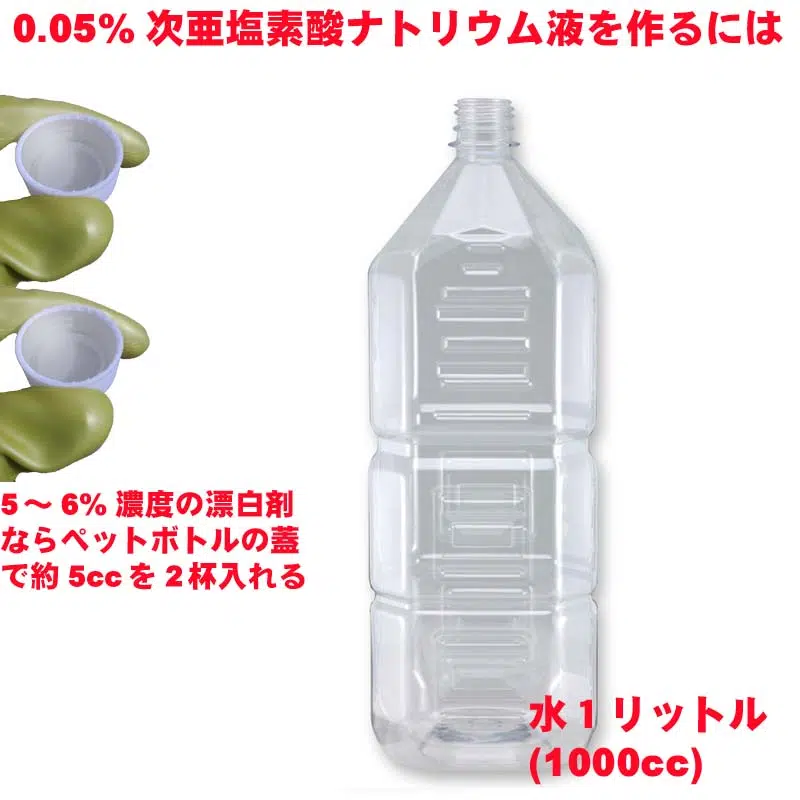 0.05% 次亜塩素酸ナトリウム液を作るには
5～6% 濃度の漂白剤
ならペットボトルの蓋
で約 5cc を 2 杯入れる
水 1 リットル
(1000cc)